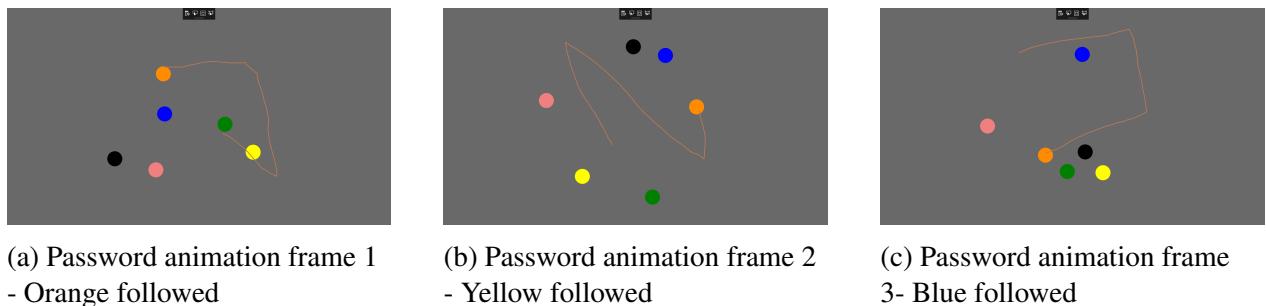 (a) Password animation frame 1
- Orange followed
(b) Password animation frame 2
- Yellow followed
(c) Password animation frame
3- Blue followed